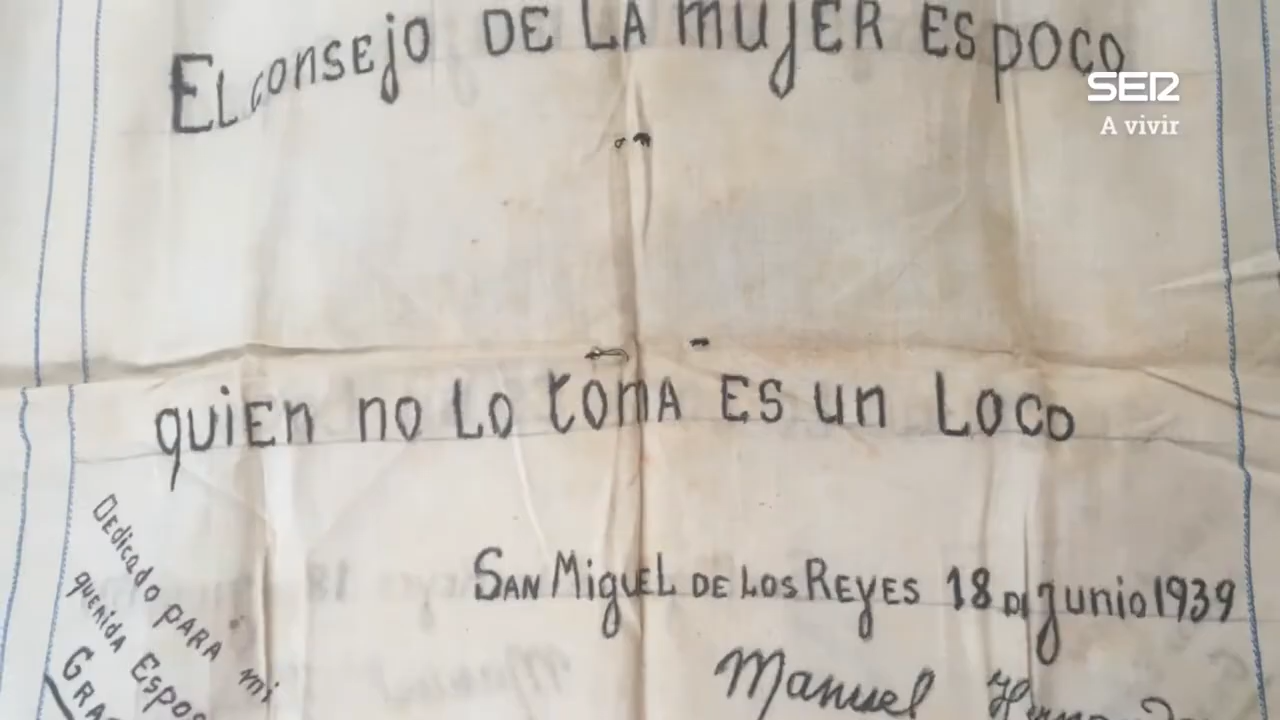 El consejo DE LA mujER ES poco
SER
A vivir
quiEn no Lo tomA ES un Loco
DEdicado PARA mi
quERidA
SAN MiguEL DE LOS REyES 18 DE junio 1939
Manuel